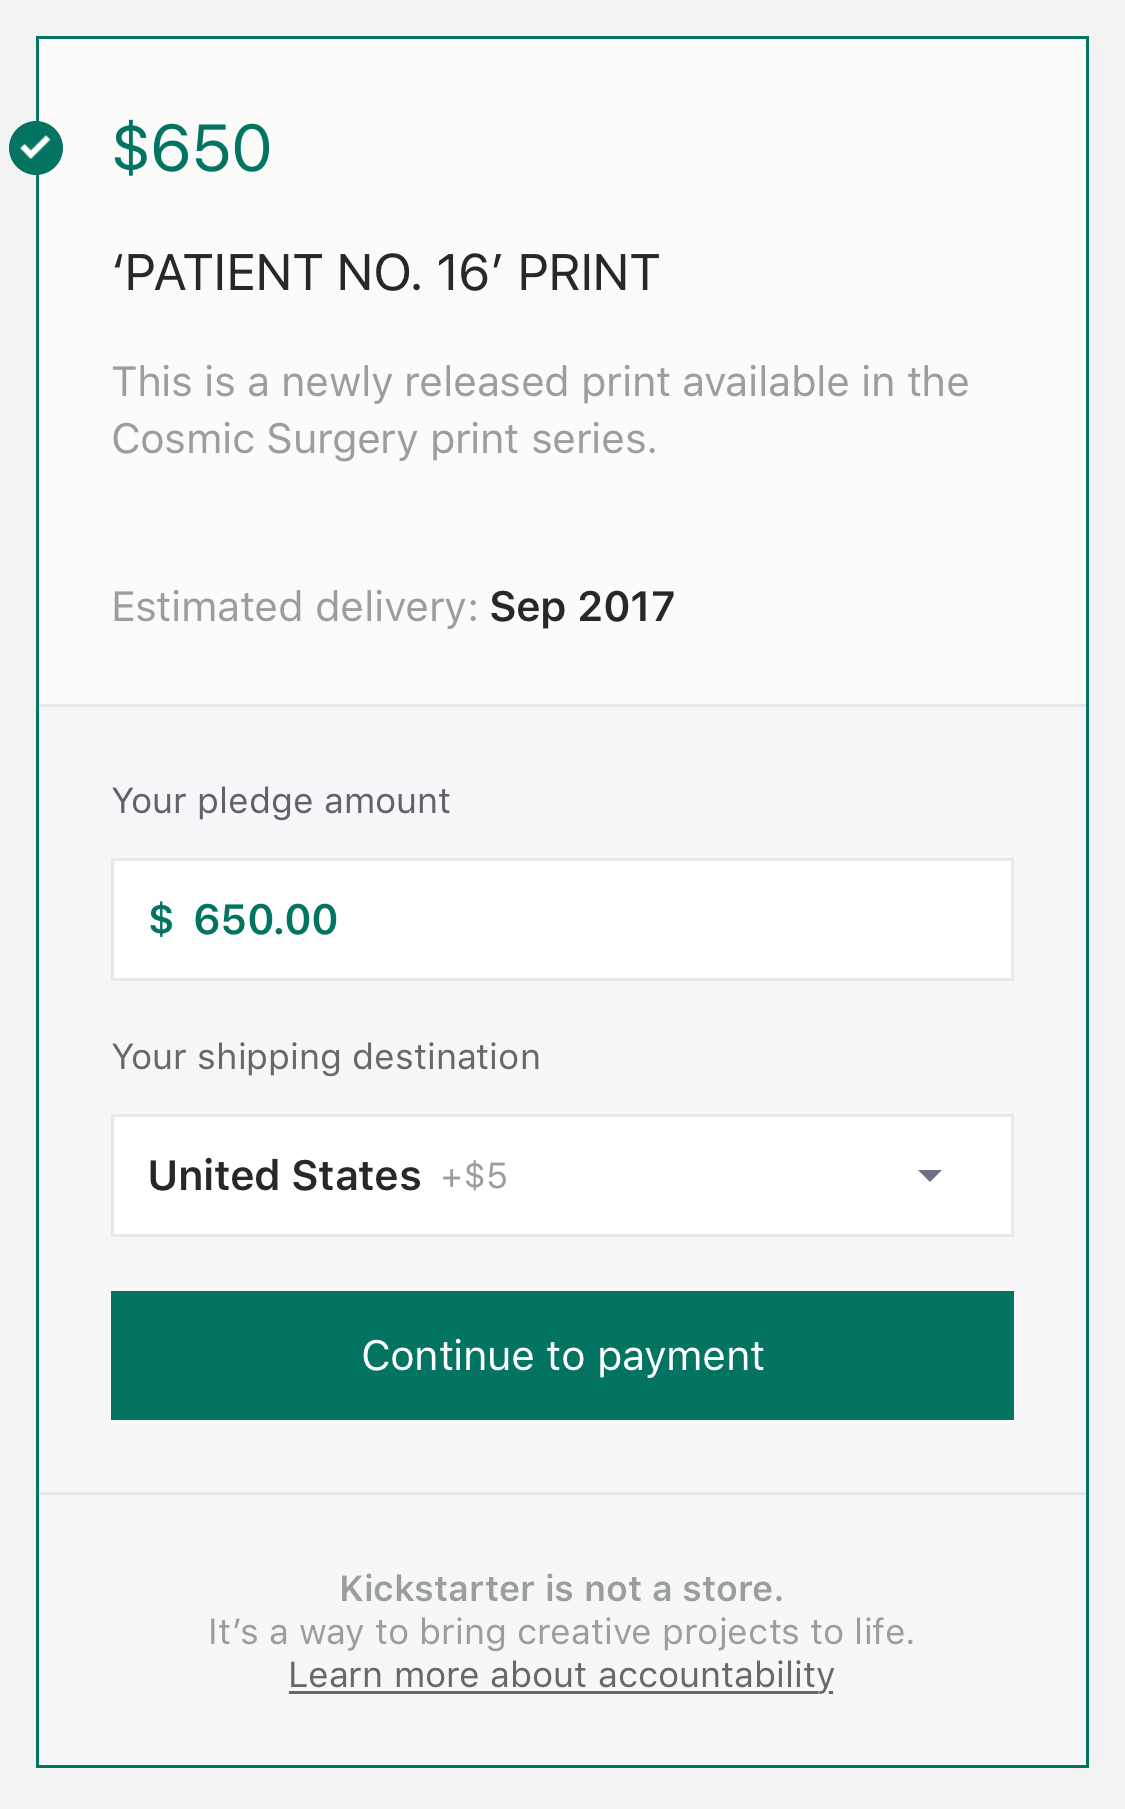 $650
‘PATIENT NO. 16’ PRINT
This is a newly released print available in the
Cosmic Surgery print series.
Estimated delivery: Sep 2017
Your pledge amount
$ 650.00
Your shipping destination
United States +$5
Continue to payment
Kickstarter is not a store.
It’s a way to bring creative projects to life.
Learn more about accountability